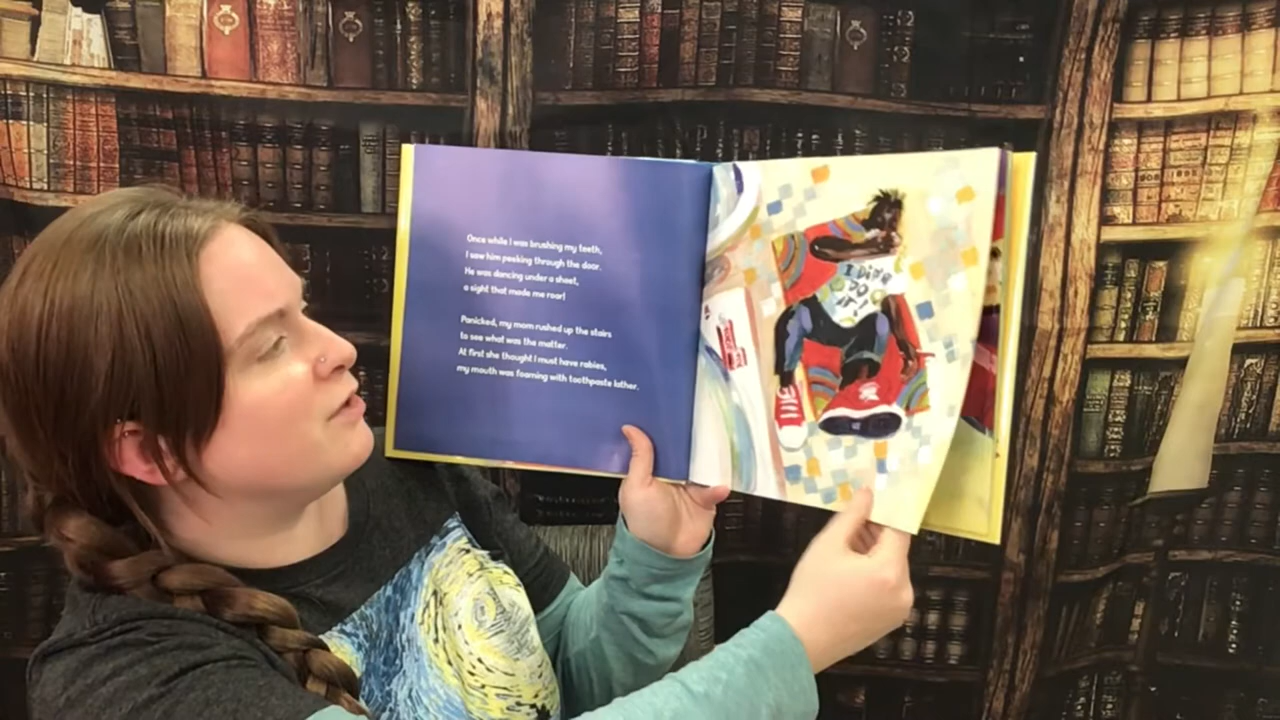 Once while I was brushing my teeth,
I saw him peeking through the door.
He was dancing under a sheet,
a sight that made me roar!
Panicked, my mom rushed up the stairs
to see what was the matter.
At first she thought I must have rabies,
my mouth was foaming with toothpaste lather.
I DIDN'T
DO
IT